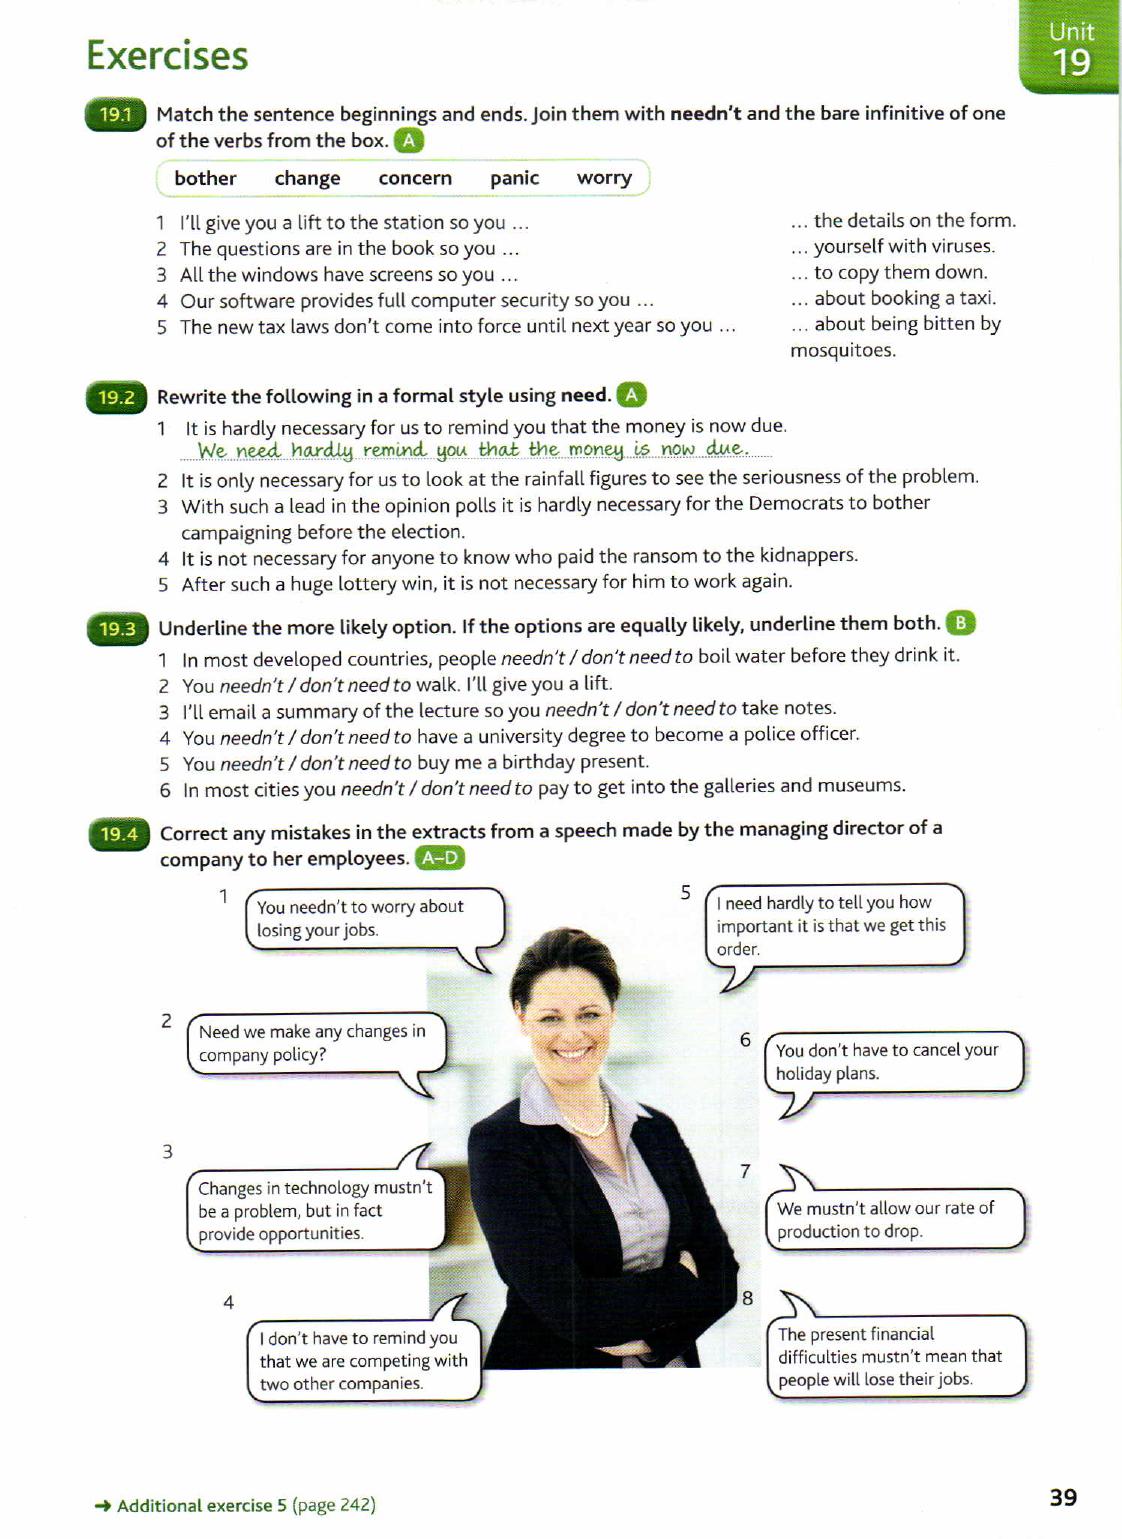 Exercises
Unit
19
19.1 Match the sentence beginnings and ends. Join them with needn't and the bare infinitive of one
of the verbs from the box. A
bother change concern panic worry
1 I'll give you a lift to the station so you ...
2 The questions are in the book so you ...
3 All the windows have screens so you ...
4 Our software provides full computer security so you ...
5 The new tax laws don't come into force until next year so you ...
... the details on the form.
... yourself with viruses.
... to copy them down.
... about booking a taxi.
... about being bitten by
mosquitoes.
19.2 Rewrite the following in a formal style using need. A
1 It is hardly necessary for us to remind you that the money is now due.
We need hardly remind you that the money is now due.
2 It is only necessary for us to look at the rainfall figures to see the seriousness of the problem.
3 With such a lead in the opinion polls it is hardly necessary for the Democrats to bother
campaigning before the election.
4 It is not necessary for anyone to know who paid the ransom to the kidnappers.
5 After such a huge lottery win, it is not necessary for him to work again.
19.3 Underline the more likely option. If the options are equally likely, underline them both. B
1 In most developed countries, people needn't / don't need to boil water before they drink it.
2 You needn't / don't need to walk. I'll give you a lift.
3 I'll email a summary of the lecture so you needn't / don't need to take notes.
4 You needn't / don't need to have a university degree to become a police officer.
5 You needn't / don't need to buy me a birthday present.
6 In most cities you needn't / don't need to pay to get into the galleries and museums.
19.4 Correct any mistakes in the extracts from a speech made by the managing director of a
company to her employees. A–D
1 You needn't to worry about
losing your jobs.
2 Need we make any changes in
company policy?
3 Changes in technology mustn't
be a problem, but in fact
provide opportunities.
4 I don't have to remind you
that we are competing with
two other companies.
5 I need hardly to tell you how
important it is that we get this
order.
6 You don't have to cancel your
holiday plans.
7 We mustn't allow our rate of
production to drop.
8 The present financial
difficulties mustn't mean that
people will lose their jobs.
➜ Additional exercise 5 (page 242)
39